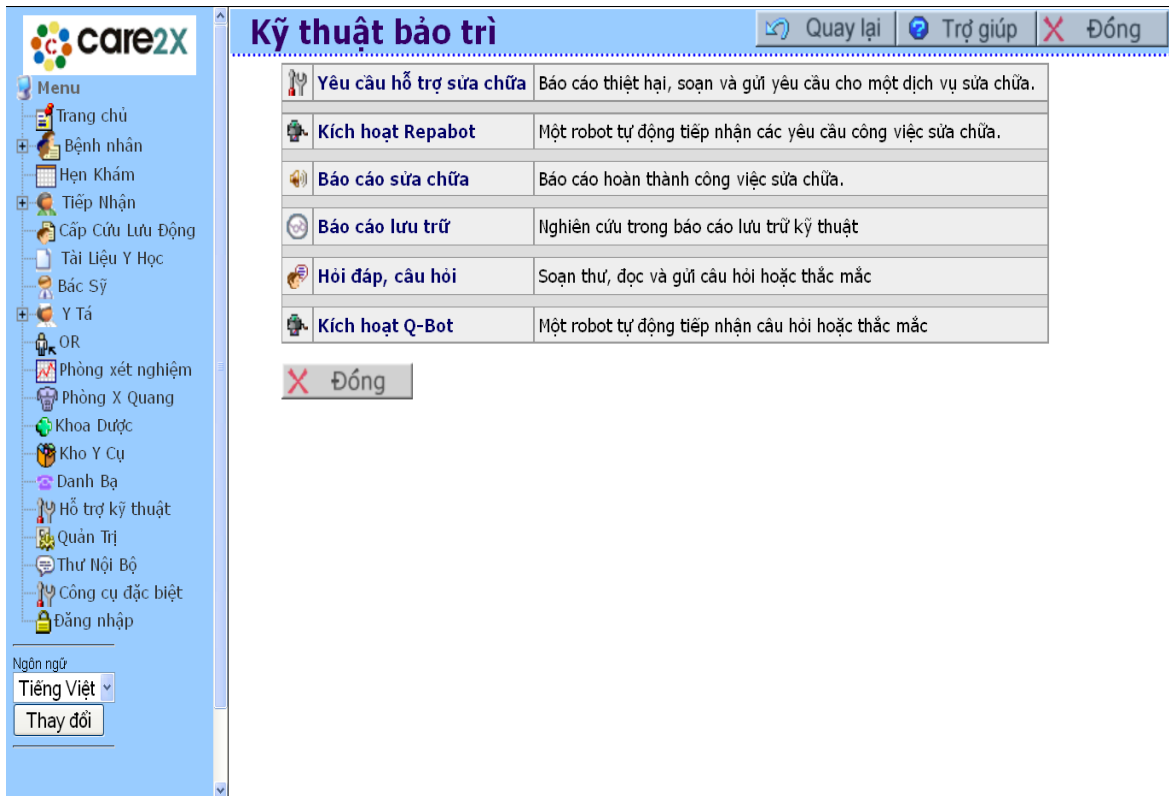 care2x
Kỹ thuật bảo trì
Quay lại
Trợ giúp
Đóng
Menu
Trang chủ
Bệnh nhân
Hẹn Khám
Tiếp Nhận
Cấp Cứu Lưu Động
Tài Liệu Y Học
Bác Sỹ
Y Tá
OR
Phòng xét nghiệm
Phòng X Quang
Khoa Dược
Kho Y Cụ
Danh Bạ
Hỗ trợ kỹ thuật
Quản Trị
Thư Nội Bộ
Công cụ đặc biệt
Đăng nhập
Ngôn ngữ
Tiếng Việt
Thay đổi
Yêu cầu hỗ trợ sửa chữa Báo cáo thiệt hại, soạn và gửi yêu cầu cho một dịch vụ sửa chữa.
Kích hoạt Repabot Một robot tự động tiếp nhận các yêu cầu công việc sửa chữa.
Báo cáo sửa chữa Báo cáo hoàn thành công việc sửa chữa.
Báo cáo lưu trữ Nghiên cứu trong báo cáo lưu trữ kỹ thuật
Hỏi đáp, câu hỏi Soạn thư, đọc và gửi câu hỏi hoặc thắc mắc
Kích hoạt Q-Bot Một robot tự động tiếp nhận câu hỏi hoặc thắc mắc
Đóng